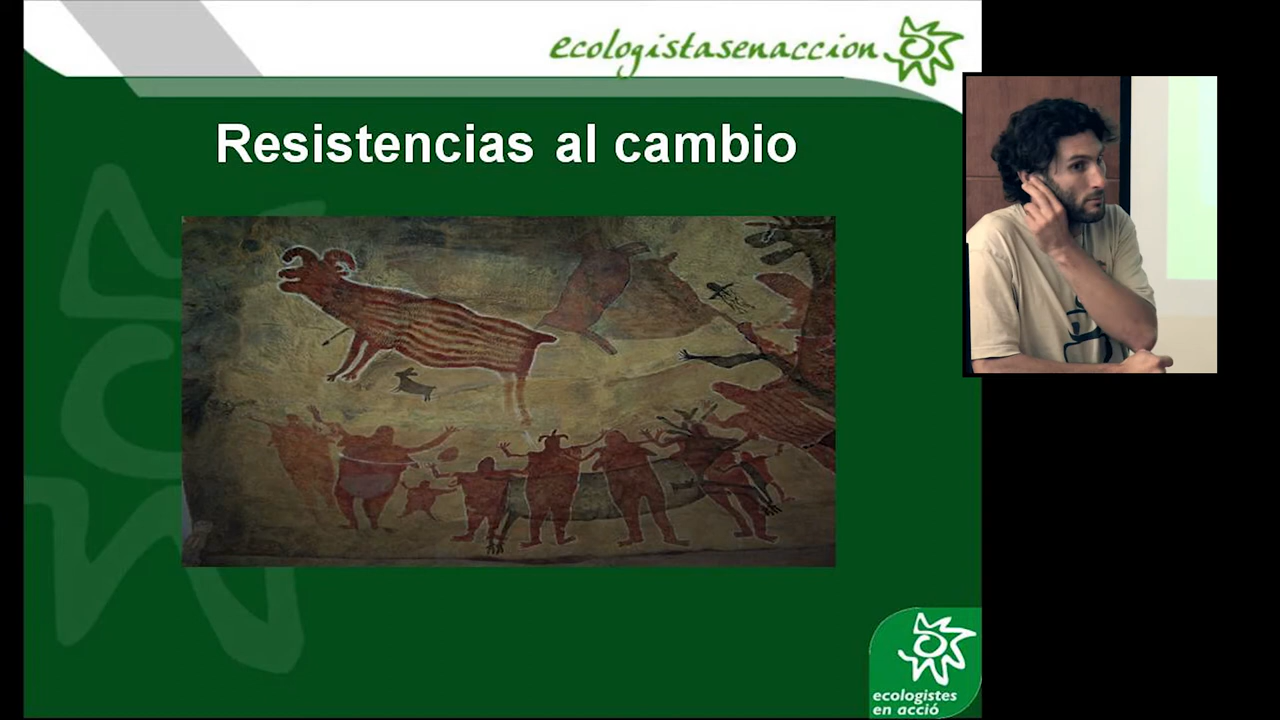 ecologistasenaccion
Resistencias al cambio
ecologistes
en acció